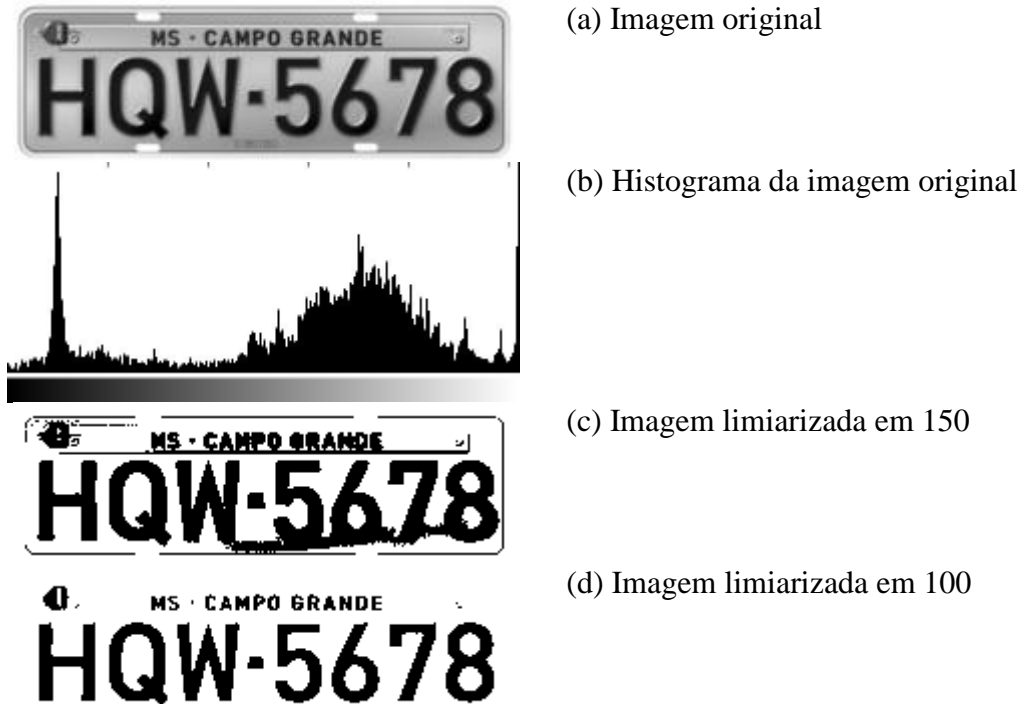 MS · CAMPO GRANDE
HQW·5678
(a) Imagem original
(b) Histograma da imagem original
MS · CAMPO GRANDE
HQW·5678
(c) Imagem limiarizada em 150
MS · CAMPO GRANDE
HQW·5678
(d) Imagem limiarizada em 100